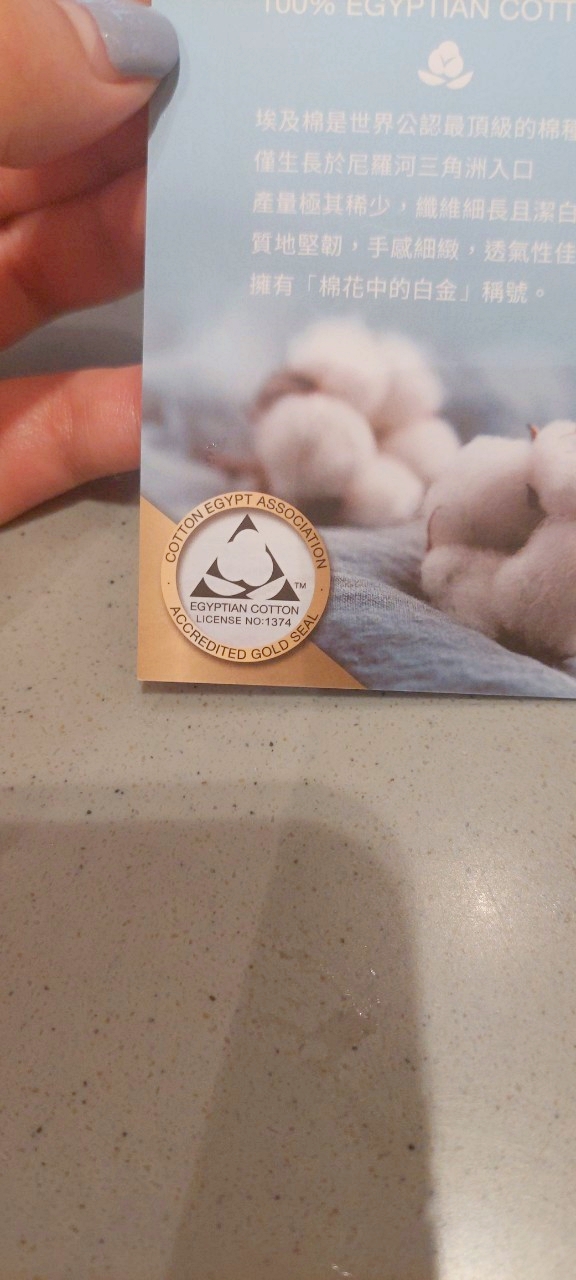 100% EGYPTIAN COTT
埃及棉是世界公認最頂級的棉種
僅生長於尼羅河三角洲入口
產量極其稀少，纖維細長且潔白
質地堅韌，手感細緻，透氣性佳
擁有「棉花中的白金」稱號。
COTTON EGYPT ASSOCIATION
TM
EGYPTIAN COTTON
LICENSE NO:1374
ACCREDITED GOLD SEAL